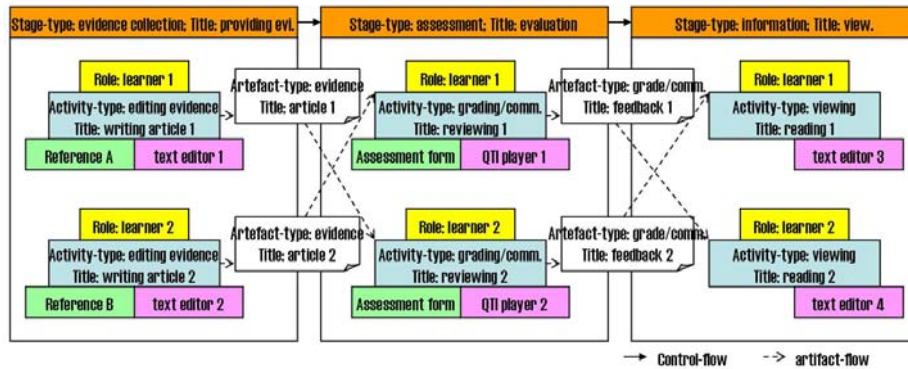 Stage-type: evidence collection; Title: providing evi.
Stage-type: assessment; Title: evaluation
Stage-type: information; Title: view.
Role: learner 1
Activity-type: editing evidence
Title: writing article 1
Reference A
text editor 1
Artefact-type: evidence
Title: article 1
Role: learner 1
Activity-type: grading/comm.
Title: reviewing 1
Assessment form
QTI player 1
Artefact-type: grade/comm.
Title: feedback 1
Role: learner 1
Activity-type: viewing
Title: reading 1
text editor 3
Role: learner 2
Activity-type: editing evidence
Title: writing article 2
Reference B
text editor 2
Artefact-type: evidence
Title: article 2
Role: learner 2
Activity-type: grading/comm.
Title: reviewing 2
Assessment form
QTI player 2
Artefact-type: grade/comm.
Title: feedback 2
Role: learner 2
Activity-type: viewing
Title: reading 2
text editor 4
Control-flow
artifact-flow